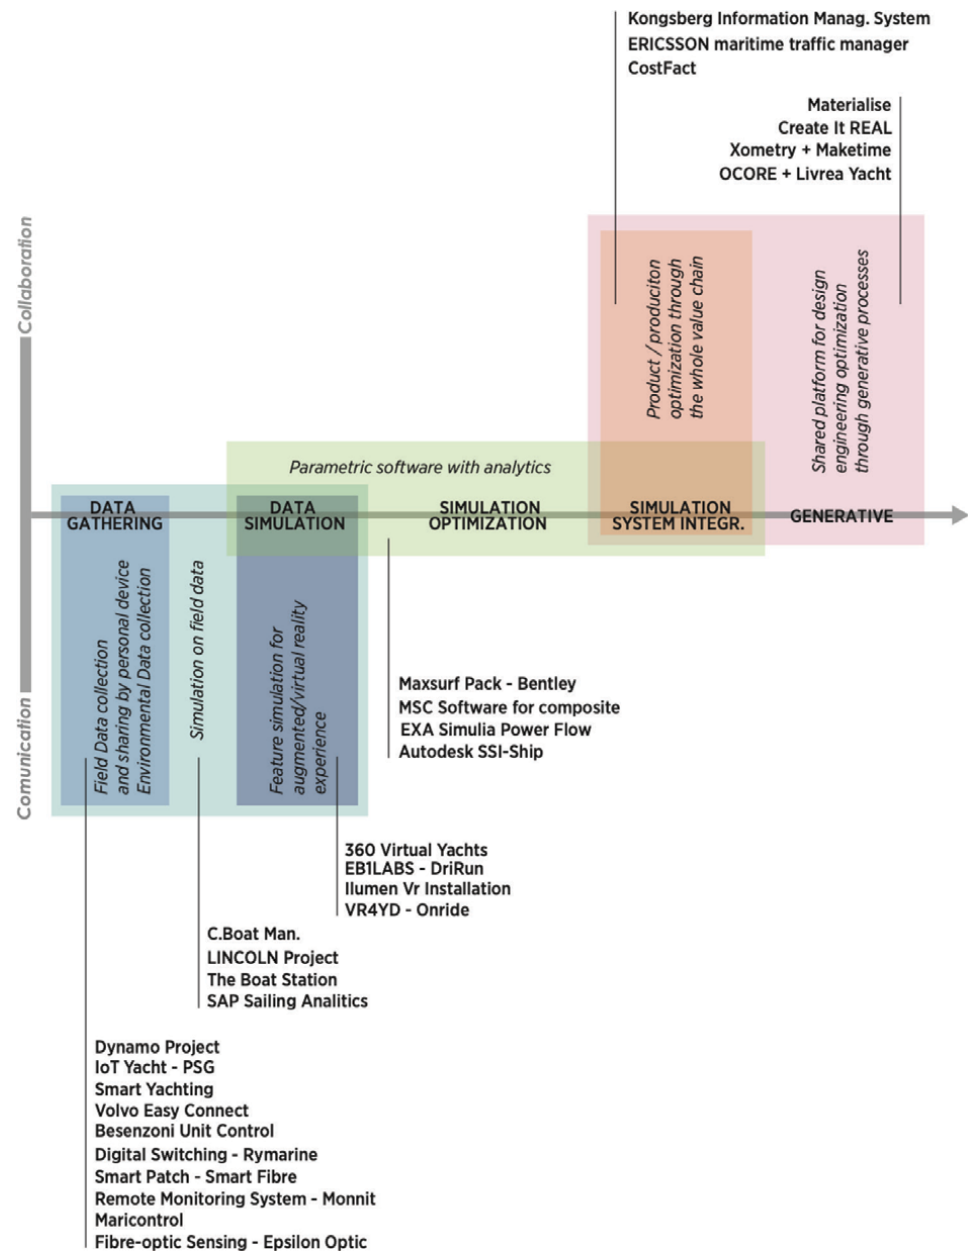 Kongsberg Information Manag. System
ERICSSON maritime traffic manager
CostFact
Materialise
Create It REAL
Xometry + Maketime
OCORE + Livrea Yacht
Collaboration
Comunication
Product / produciton
optimization through
the whole value chain
Shared platform for design
engineering optimization
through generative processes
Parametric software with analytics
DATA
GATHERING
DATA
SIMULATION
SIMULATION
OPTIMIZATION
SIMULATION
SYSTEM INTEGR.
GENERATIVE
Field Data collection
and sharing by personal device
Environmental Data collection
Simulation on field data
Feature simulation for
augmented/virtual reality
experience
Maxsurf Pack - Bentley
MSC Software for composite
EXA Simulia Power Flow
Autodesk SSI-Ship
360 Virtual Yachts
EB1LABS - DriRun
Ilumen Vr Installation
VR4YD - Onride
C.Boat Man.
LINCOLN Project
The Boat Station
SAP Sailing Analitics
Dynamo Project
IoT Yacht - PSG
Smart Yachting
Volvo Easy Connect
Besenzoni Unit Control
Digital Switching - Rymarine
Smart Patch - Smart Fibre
Remote Monitoring System - Monnit
Maricontrol
Fibre-optic Sensing - Epsilon Optic